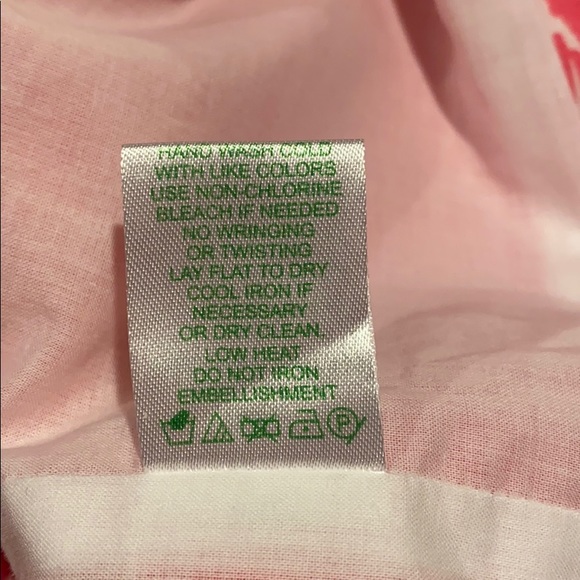 HAND WASH COLD
WITH LIKE COLORS
USE NON-CHLORINE
BLEACH IF NEEDED
NO WRINGING
OR TWISTING
LAY FLAT TO DRY
COOL IRON IF
NECESSARY
OR DRY CLEAN.
LOW HEAT
DO NOT IRON
EMBELLISHMENT
P